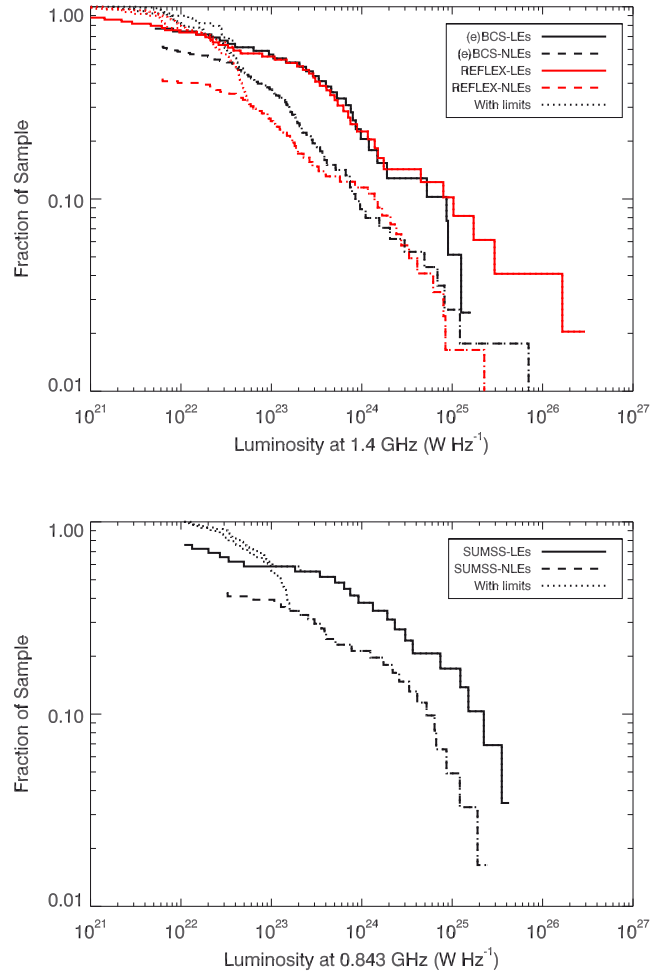 1.00
0.10
0.01
Fraction of Sample
(e)BCS-LEs
(e)BCS-NLEs
REFLEX-LEs
REFLEX-NLEs
With limits
10^21 10^22 10^23 10^24 10^25 10^26 10^27
Luminosity at 1.4 GHz (W Hz^-1)
1.00
0.10
0.01
Fraction of Sample
SUMSS-LEs
SUMSS-NLEs
With limits
10^21 10^22 10^23 10^24 10^25 10^26 10^27
Luminosity at 0.843 GHz (W Hz^-1)